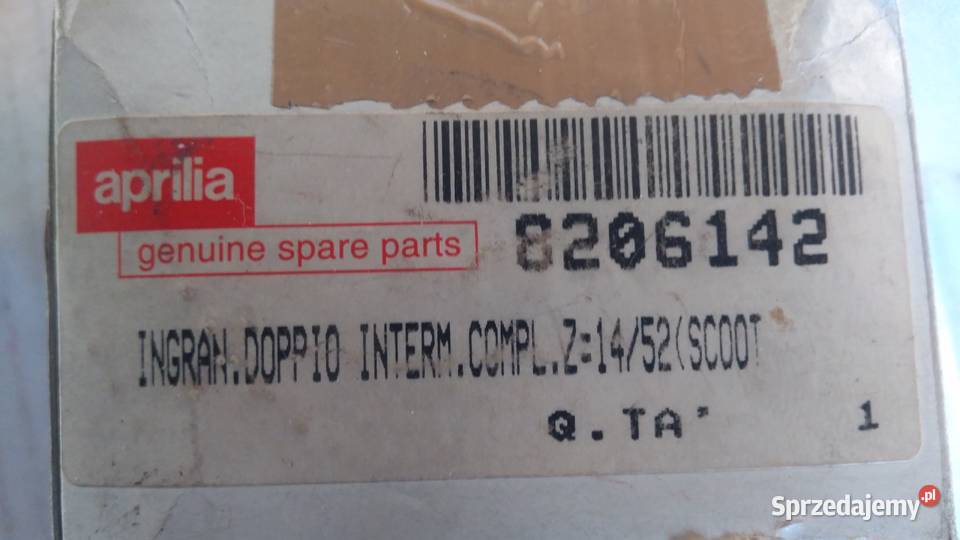 aprilia
genuine spare parts
8206142
INGRAN.DOPPIO INTERM.COMPL.Z=14/52(SCOOT
Q.TA' 1
Sprzedajemy.pl